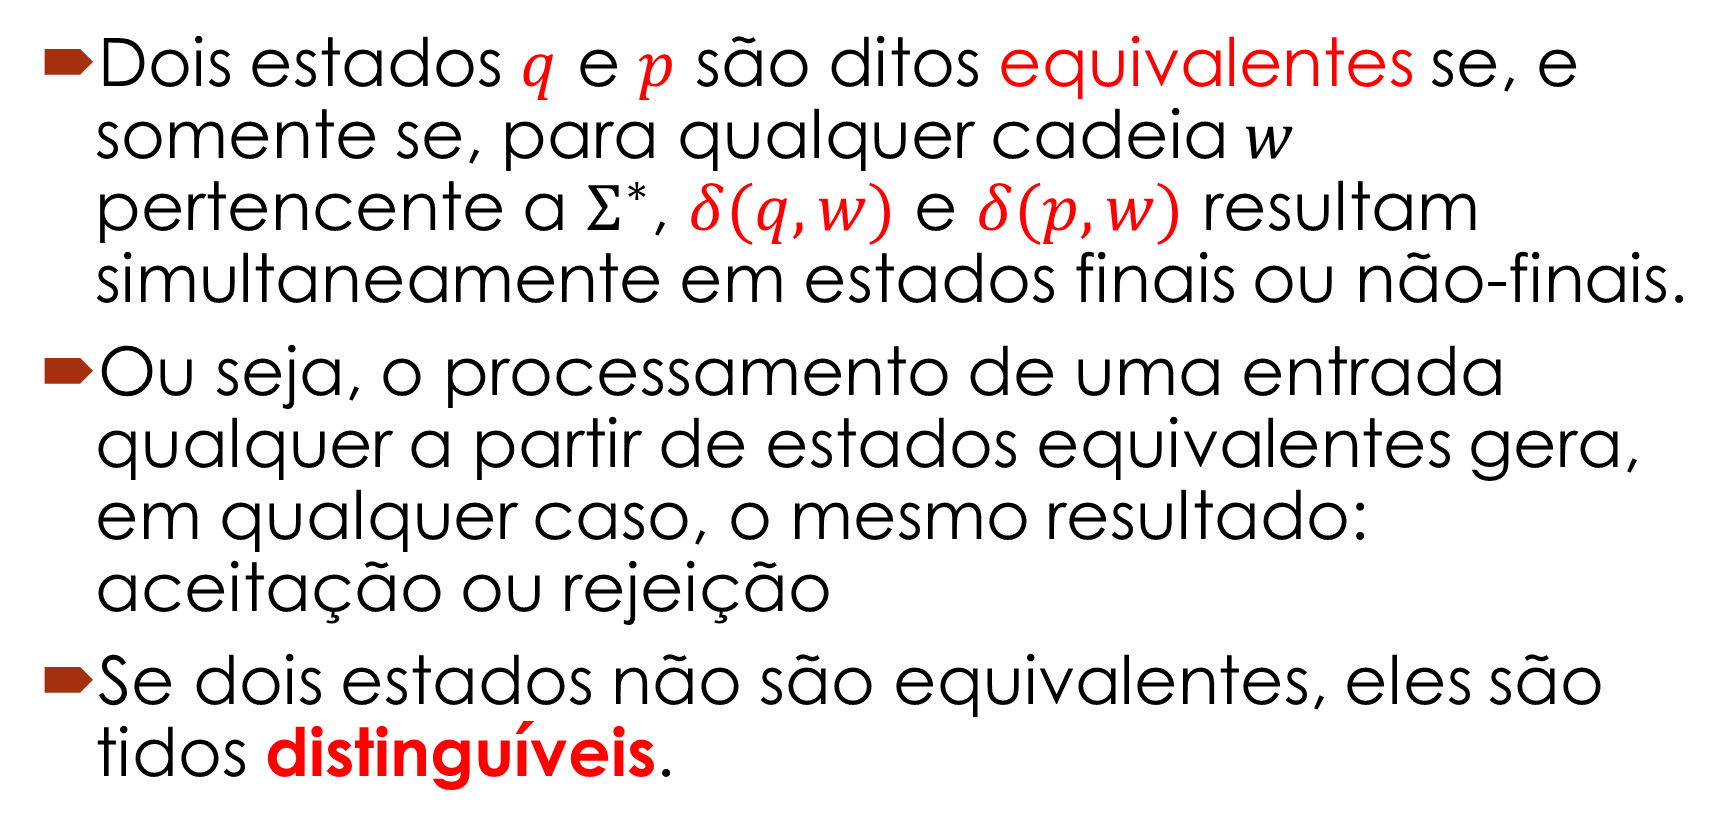 Dois estados 𝑞 e 𝑝 são ditos equivalentes se, e
somente se, para qualquer cadeia 𝑤
pertencente a Σ*, 𝛿(𝑞, 𝑤) e 𝛿(𝑝, 𝑤) resultam
simultaneamente em estados finais ou não-finais.
Ou seja, o processamento de uma entrada
qualquer a partir de estados equivalentes gera,
em qualquer caso, o mesmo resultado:
aceitação ou rejeição
Se dois estados não são equivalentes, eles são
tidos distinguíveis.